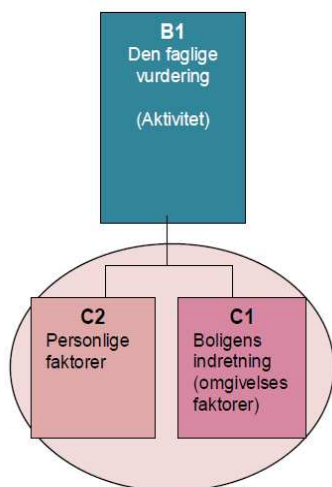 B1
Den faglige
vurdering
(Aktivitet)
C2
Personlige
faktorer
C1
Boligens
indretning
(omgivelses
faktorer)